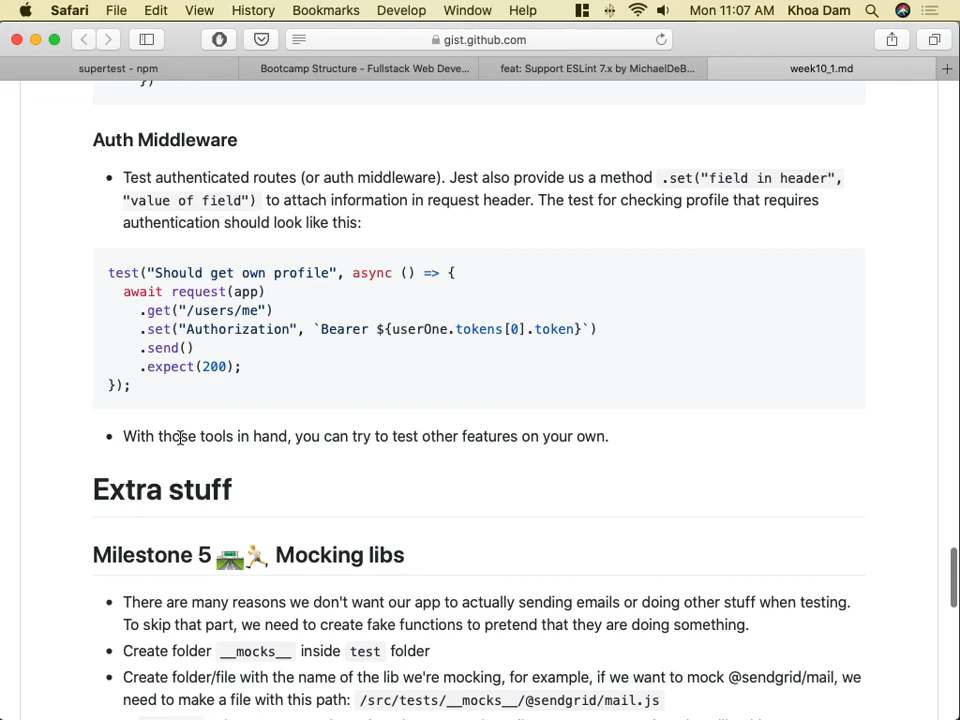 Safari File Edit View History Bookmarks Develop Window Help Mon 11:07 AM Khoa Dam
gist.github.com
supertest - npm Bootcamp Structure - Fullstack Web Deve... feat: Support ESLint 7.x by MichaelDeB... week10_1.md
})
Auth Middleware
• Test authenticated routes (or auth middleware). Jest also provide us a method .set("field in header",
"value of field") to attach information in request header. The test for checking profile that requires
authentication should look like this:
test("Should get own profile", async () => {
await request(app)
.get("/users/me")
.set("Authorization", `Bearer ${userOne.tokens[0].token}`)
.send()
.expect(200);
});
• With those tools in hand, you can try to test other features on your own.
Extra stuff
Milestone 5 🛣️🏃 Mocking libs
• There are many reasons we don't want our app to actually sending emails or doing other stuff when testing.
To skip that part, we need to create fake functions to pretend that they are doing something.
• Create folder __mocks__ inside test folder
• Create folder/file with the name of the lib we're mocking, for example, if we want to mock @sendgrid/mail, we
need to make a file with this path: /src/tests/__mocks__/@sendgrid/mail.js